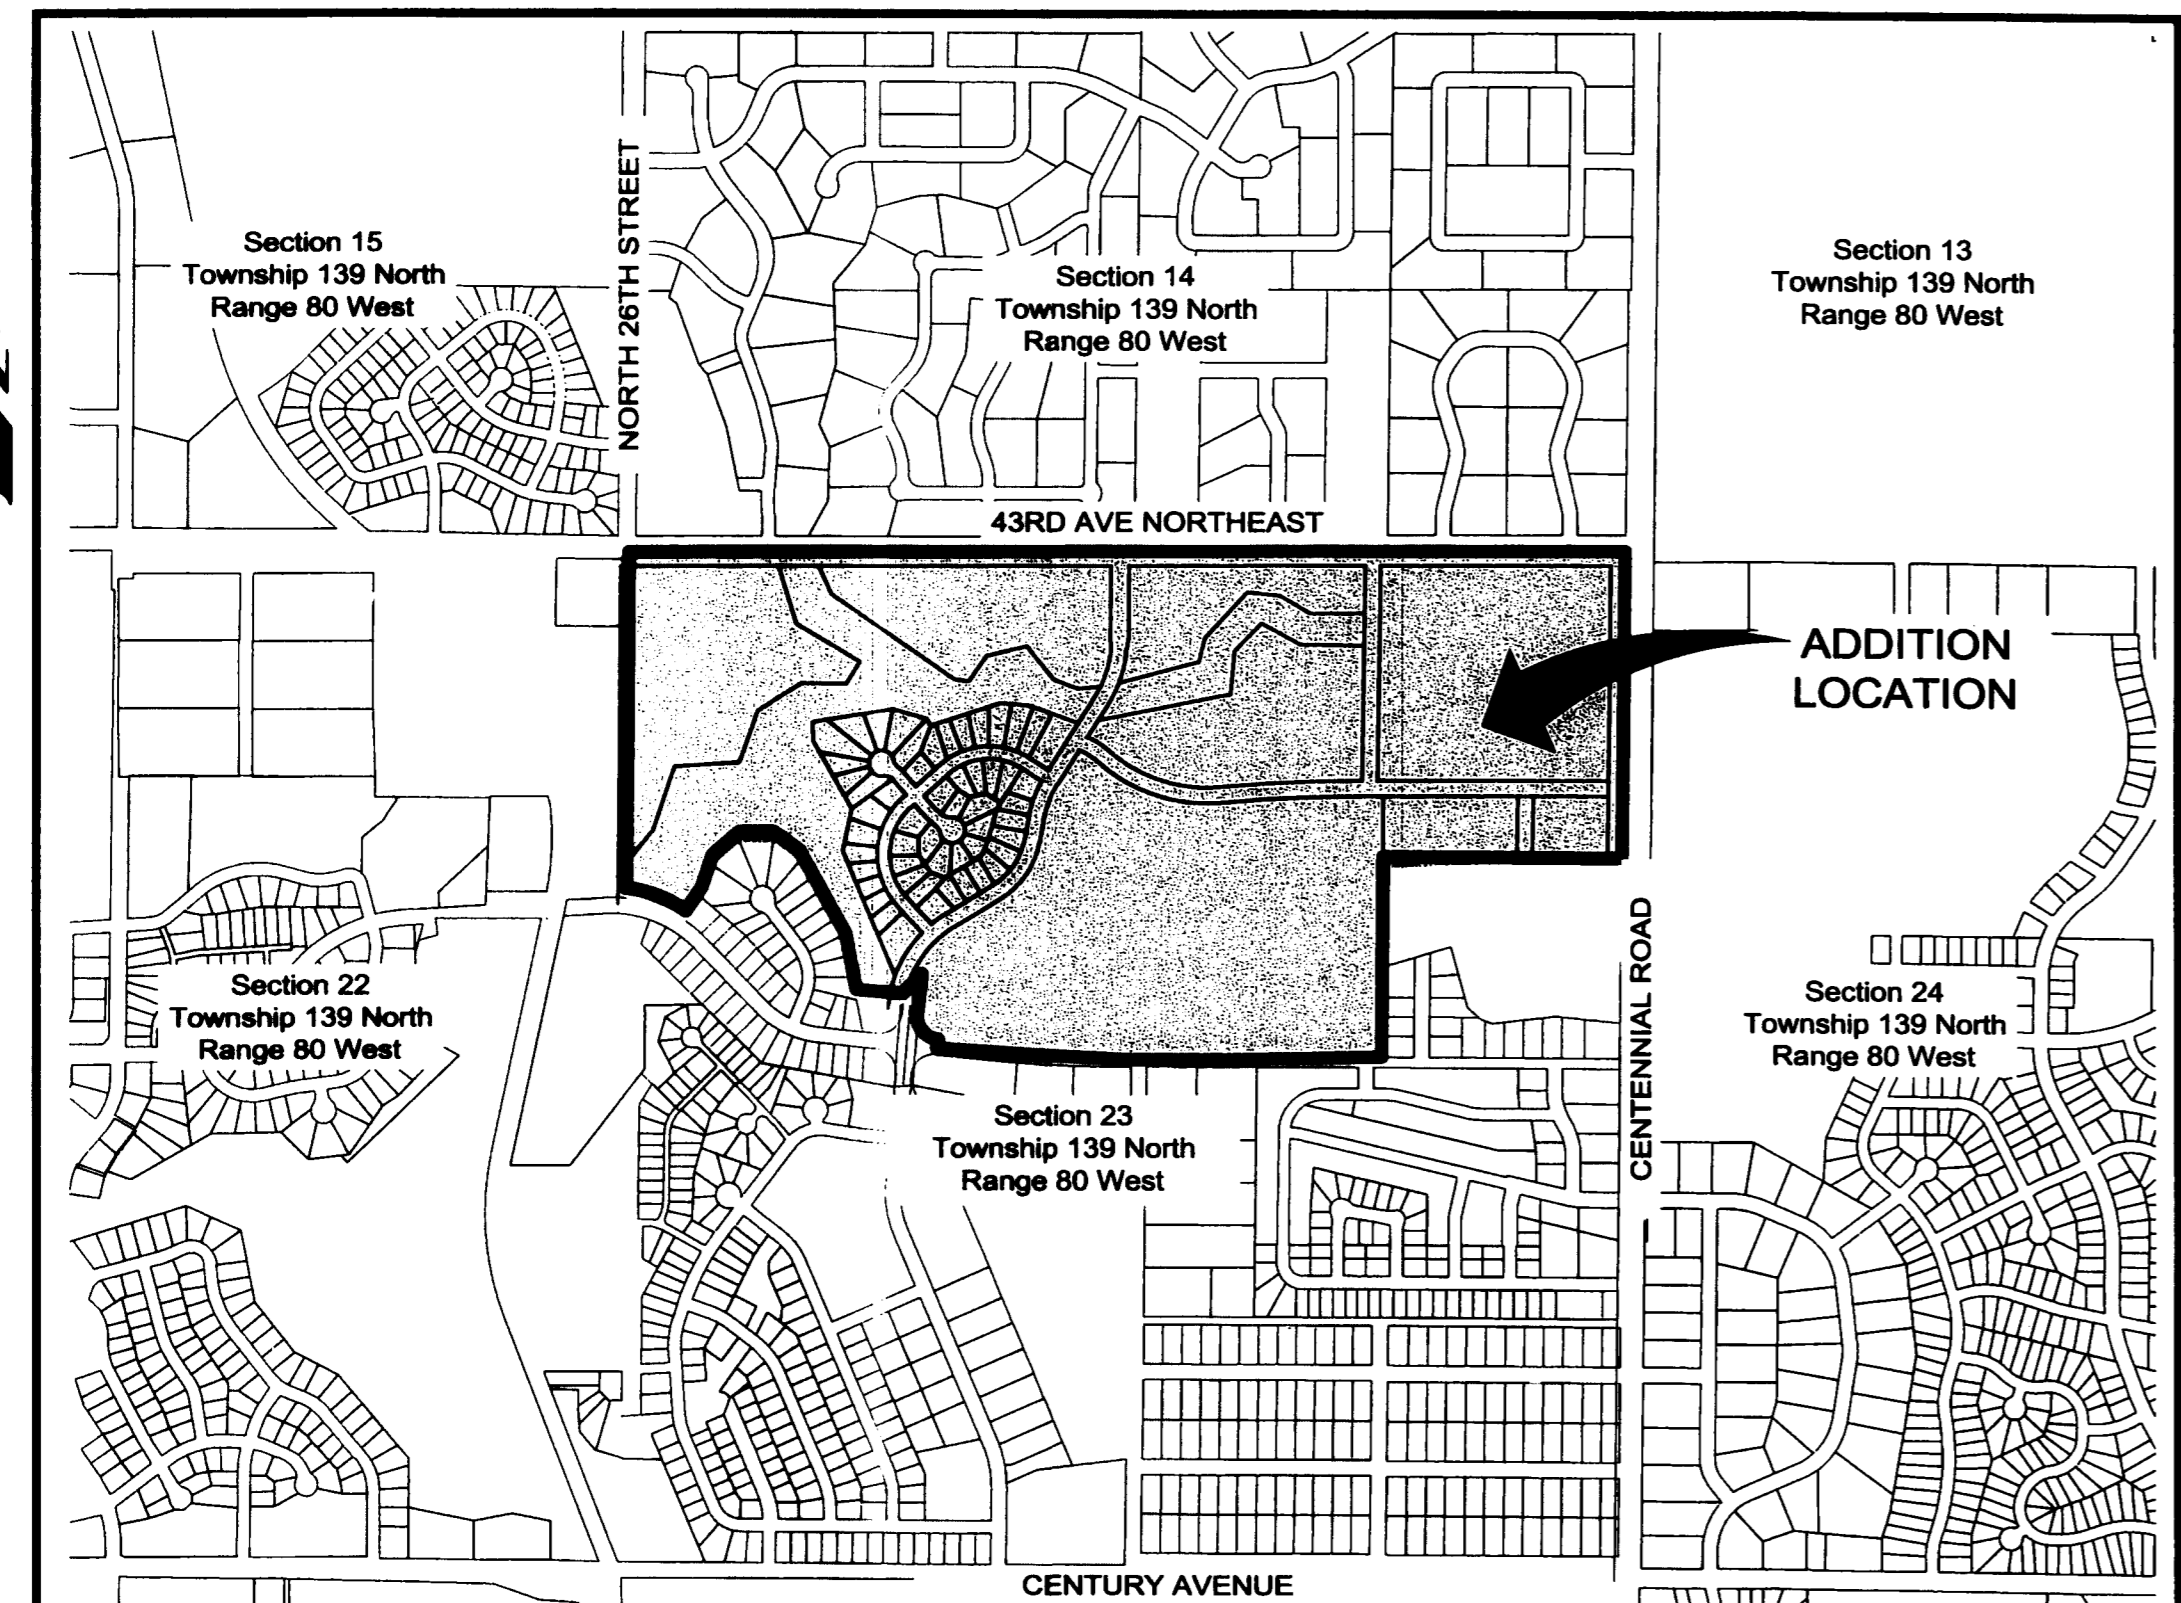 Section 15
Township 139 North
Range 80 West
NORTH 26TH STREET
Section 14
Township 139 North
Range 80 West
Section 13
Township 139 North
Range 80 West
43RD AVE NORTHEAST
ADDITION
LOCATION
Section 22
Township 139 North
Range 80 West
Section 23
Township 139 North
Range 80 West
CENTENNIAL ROAD
Section 24
Township 139 North
Range 80 West
CENTURY AVENUE